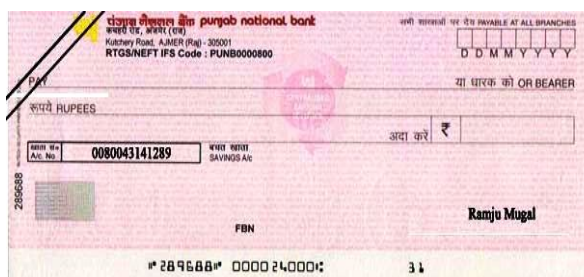 पंजाब नैशनल बैंक punjab national bank
कचहरी रोड, अजमेर (राज)
Kutchery Road, AJMER (Raj) - 305001
RTGS/NEFT IFS Code : PUNB0000800
सभी शाखाओं पर देय PAYABLE AT ALL BRANCHES
D D M M Y Y Y Y
PAY
या धारक को OR BEARER
रूपये RUPEES
अदा करें ₹
खाता सं०
A/c. No.
0080043141289
बचत खाता
SAVINGS A/c
289688
FBN
Ramju Mugal
⑈289688⑈ 000024000⑆ 31